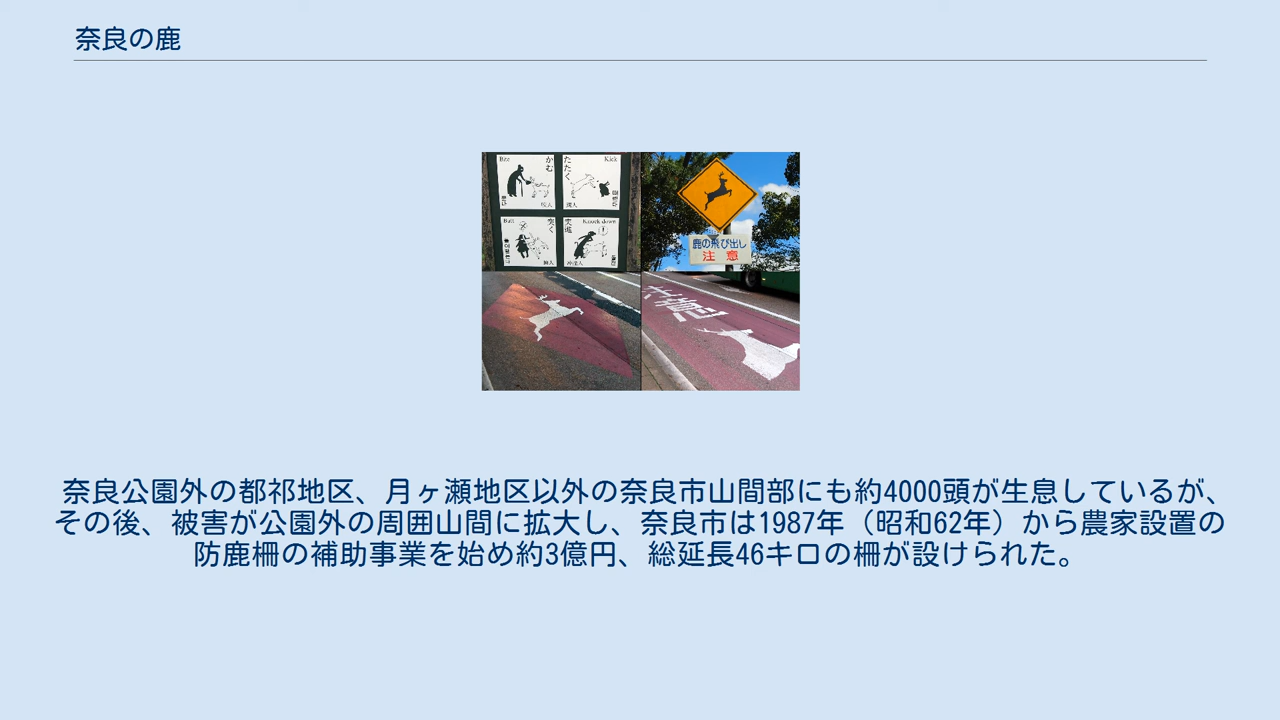 奈良の鹿
Bite
かむ
たたく
Kick
咬人
踢人
Butt
突く
突進
Knock down
鹿の飛び出し
注意
奈良公園外の都祁地区、月ヶ瀬地区以外の奈良市山間部にも約4000頭が生息しているが、
その後、被害が公園外の周囲山間に拡大し、奈良市は1987年（昭和62年）から農家設置の
防鹿柵の補助事業を始め約3億円、総延長46キロの柵が設けられた。